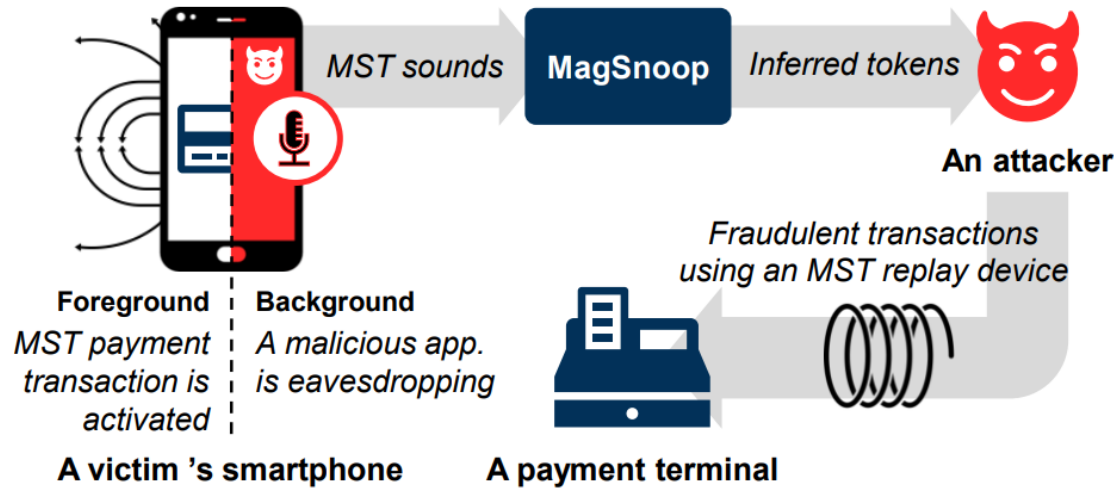 MST sounds
MagSnoop
Inferred tokens
An attacker
Fraudulent transactions
using an MST replay device
Foreground
MST payment
transaction is
activated
Background
A malicious app.
is eavesdropping
A victim 's smartphone
A payment terminal